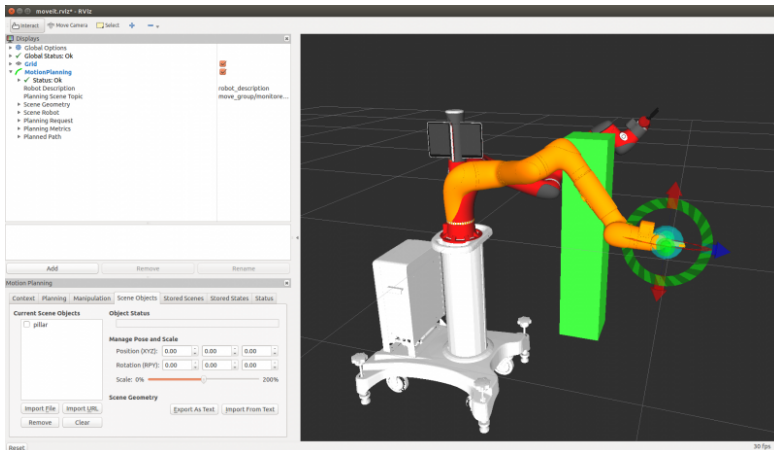 moveit.rviz* - RViz
Interact Move Camera Select
Displays
Global Options
Global Status: Ok
Grid
MotionPlanning
Status: Ok
Robot Description robot_description
Planning Scene Topic move_group/monitore...
Scene Geometry
Scene Robot
Planning Request
Planning Metrics
Planned Path
Add Remove Rename
Motion Planning
Context Planning Manipulation Scene Objects Stored Scenes Stored States Status
Current Scene Objects Object Status
pillar
Manage Pose and Scale
Position (XYZ): 0.00 0.00 0.00
Rotation (RPY): 0.00 0.00 0.00
Scale: 0% 200%
Scene Geometry
Import File Import URL Export As Text Import From Text
Remove Clear
Reset 30 fps